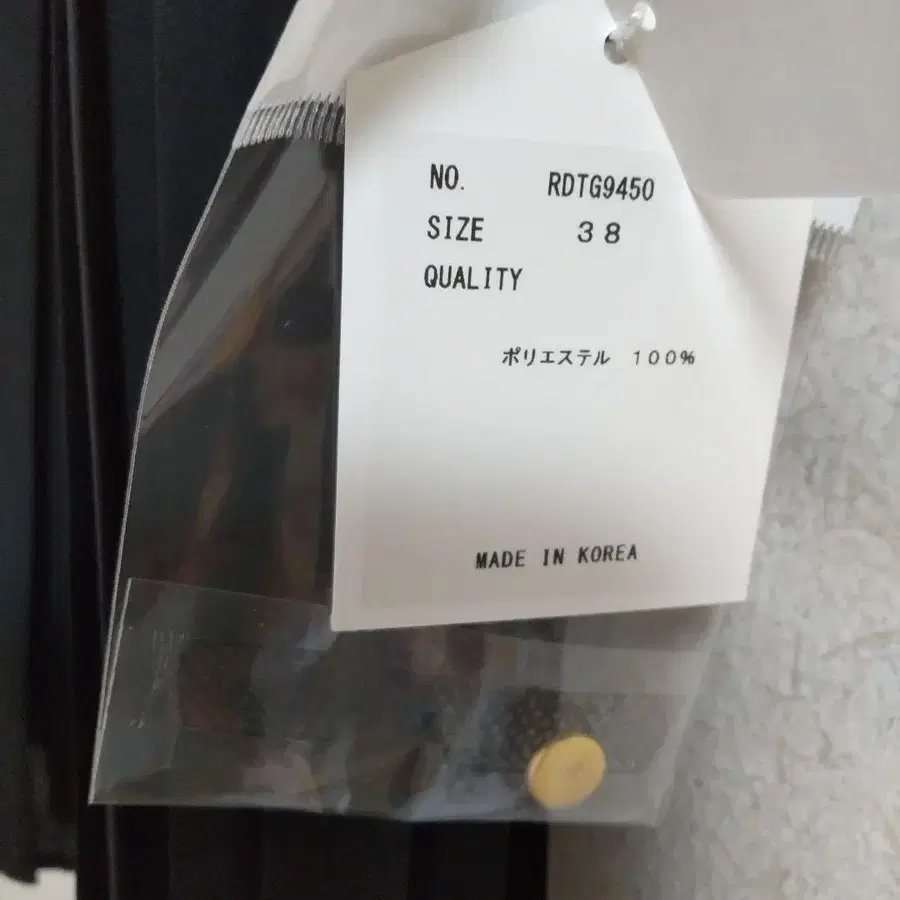 NO. RDTG9450
SIZE 38
QUALITY
ポリエステル 100%
MADE IN KOREA